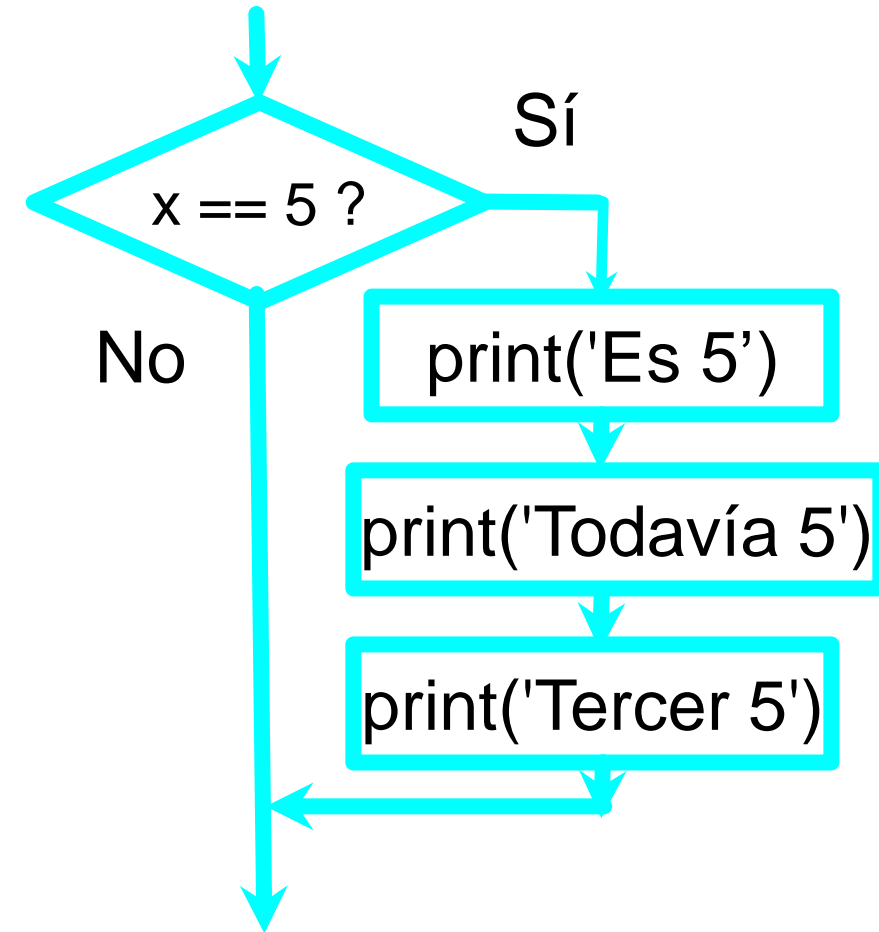 Sí
x == 5 ?
No
print('Es 5’)
print('Todavía 5')
print('Tercer 5')